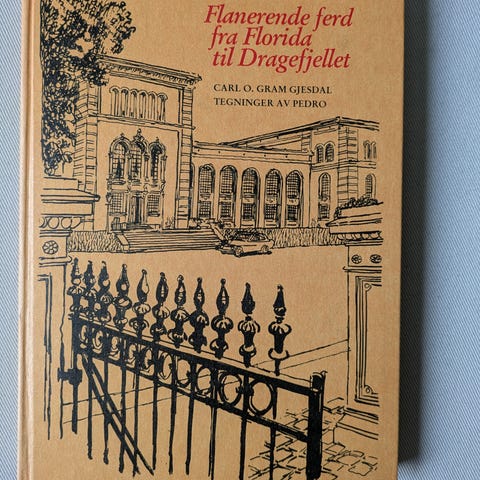 Flanerende ferd
fra Florida
til Dragefjellet
CARL O. GRAM GJESDAL
TEGNINGER AV PEDRO